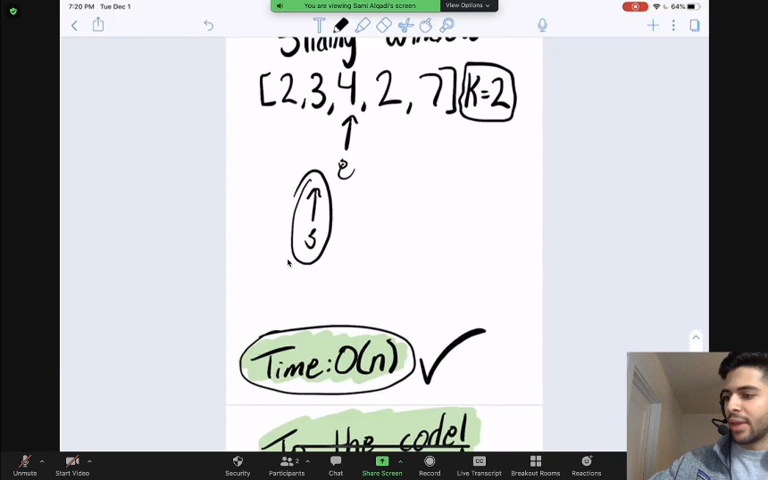 7:20 PM Tue Dec 1
You are viewing Sami Alqadi's screen
View Options
64%
T
Sliding Window
[2,3,4,2,7] K=2
e
s
Time: O(n)
To the code!
Unmute
Start Video
Security
Participants
2
Chat
Share Screen
Record
CC
Live Transcript
Breakout Rooms
Reactions